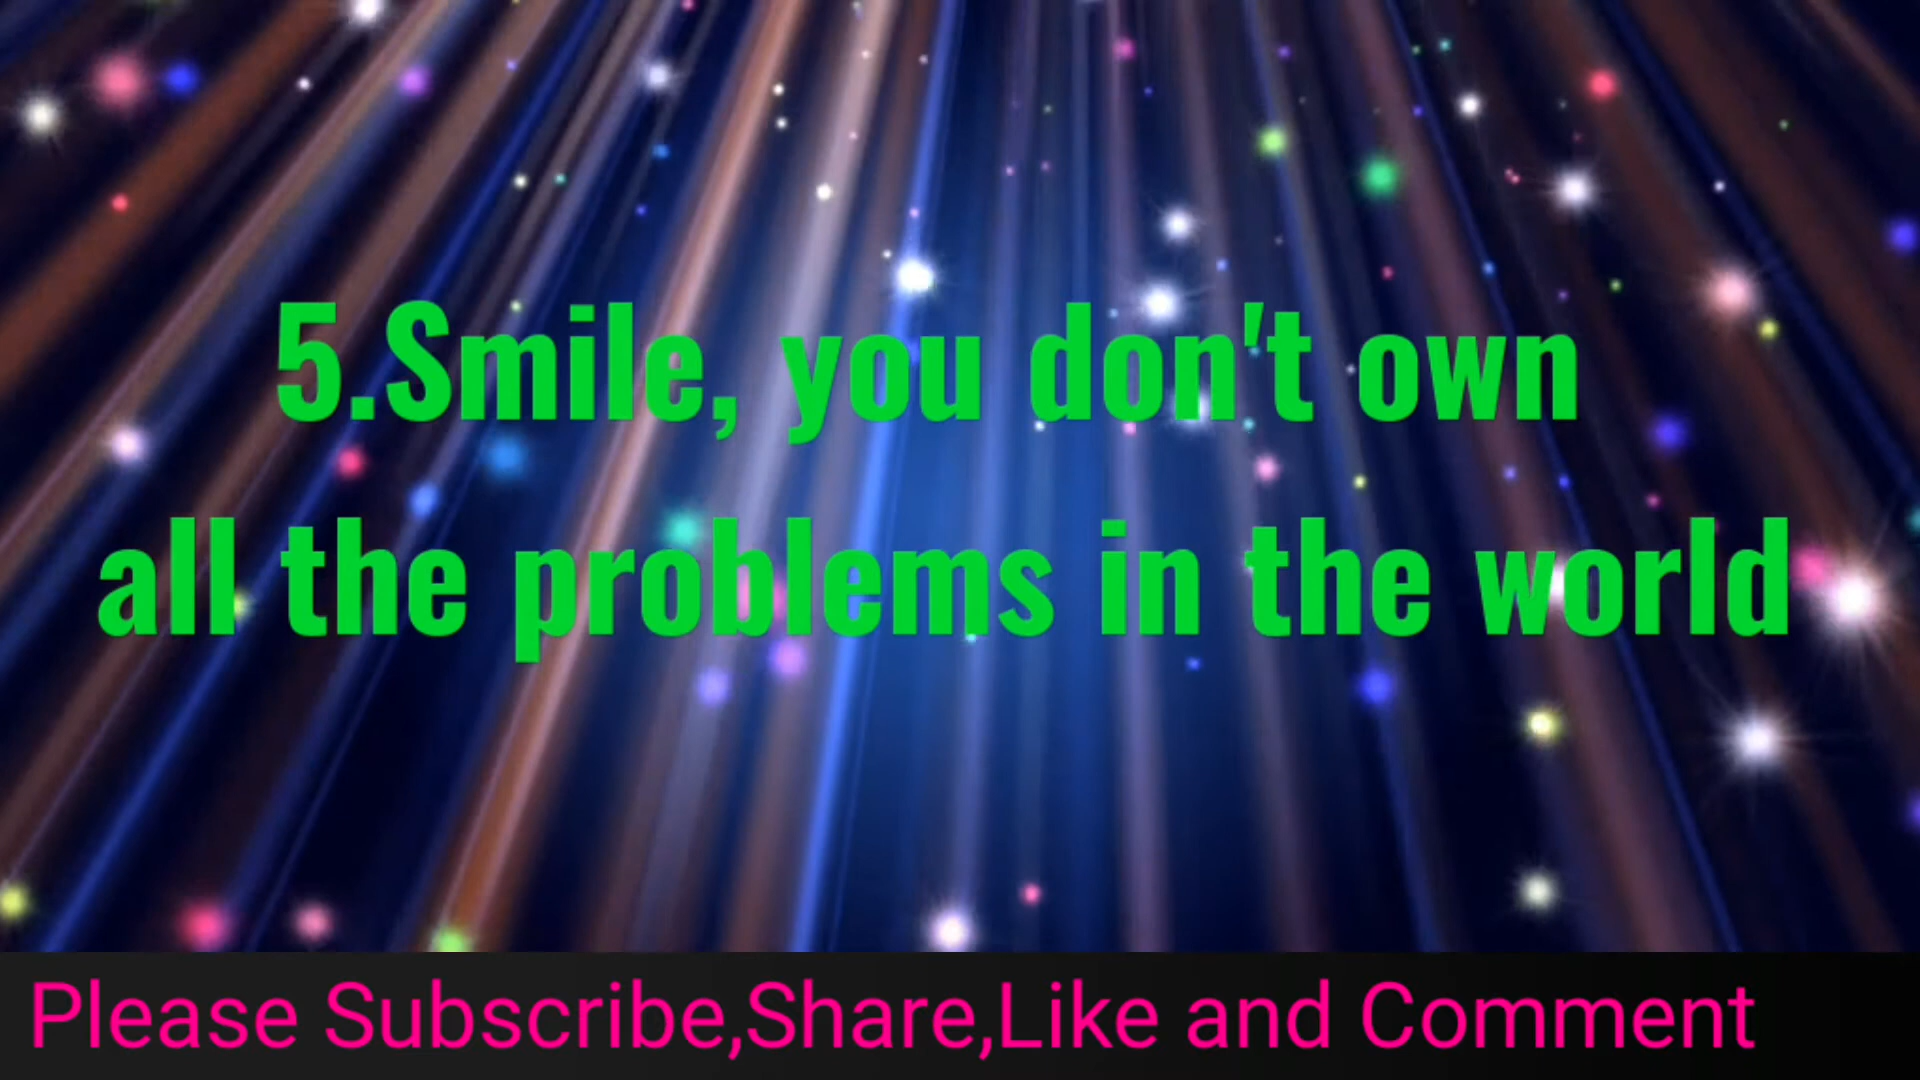 5.Smile, you don't own
all the problems in the world
Please Subscribe,Share,Like and Comment